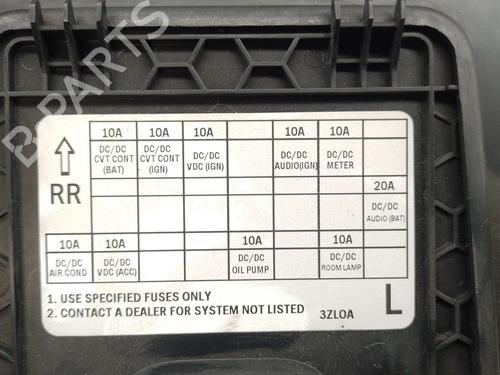 B-PARTS
10A 10A 10A 10A 10A
DC/DC CVT CONT (BAT)
DC/DC CVT CONT (IGN)
DC/DC VDC (IGN)
DC/DC AUDIO(IGN)
DC/DC METER
RR
20A
DC/DC AUDIO (BAT)
10A 10A 10A 10A
DC/DC AIR COND
DC/DC VDC (ACC)
DC/DC OIL PUMP
DC/DC ROOM LAMP
1. USE SPECIFIED FUSES ONLY
2. CONTACT A DEALER FOR SYSTEM NOT LISTED
3ZL0A
L